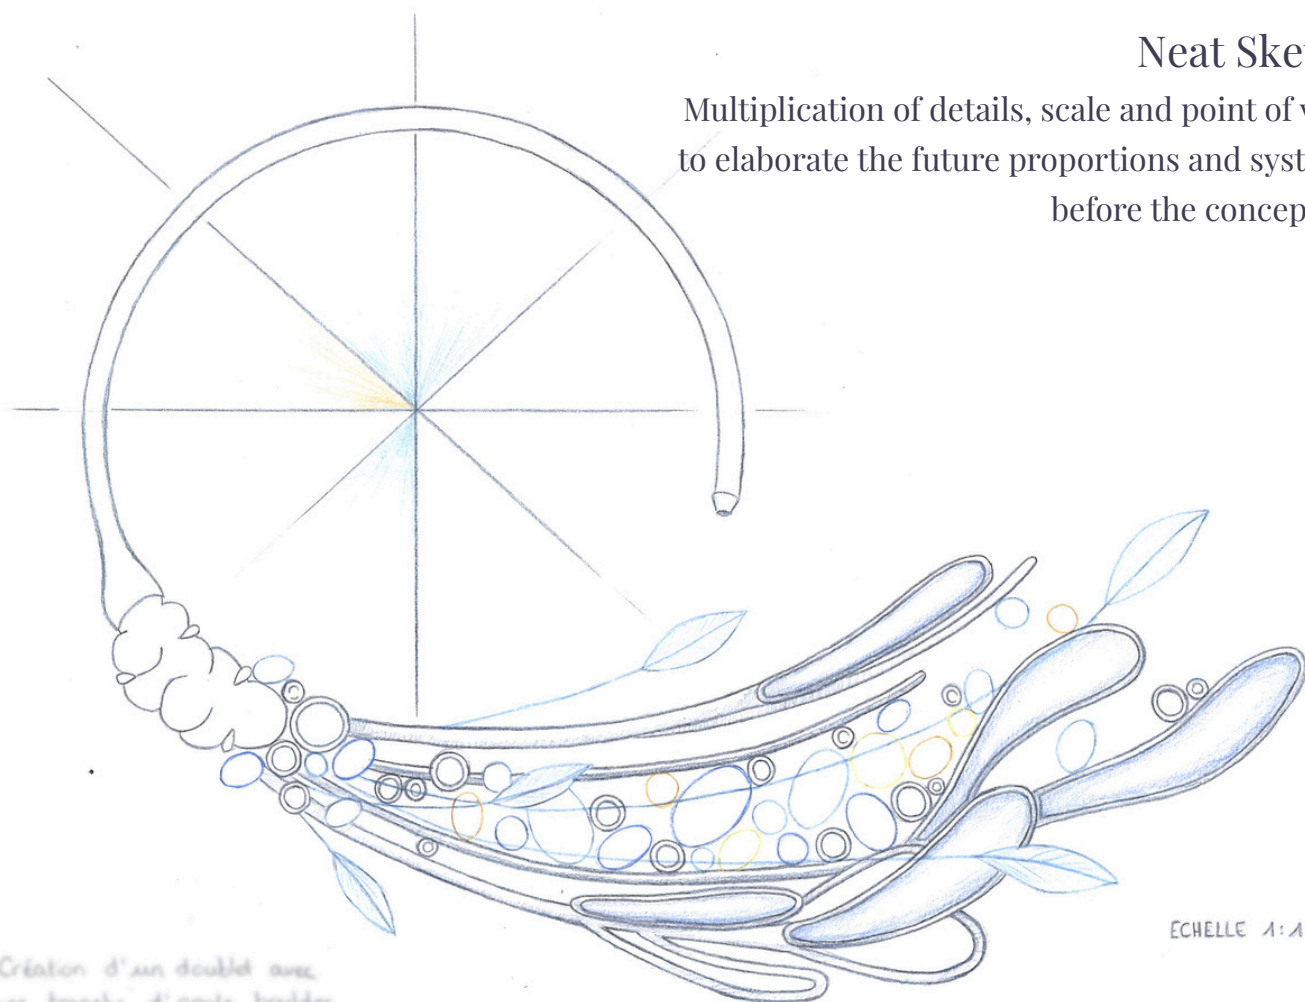 Neat Ske
Multiplication of details, scale and point of
to elaborate the future proportions and syst
before the concep
ECHELLE 1:1
Création d'un doublet avec